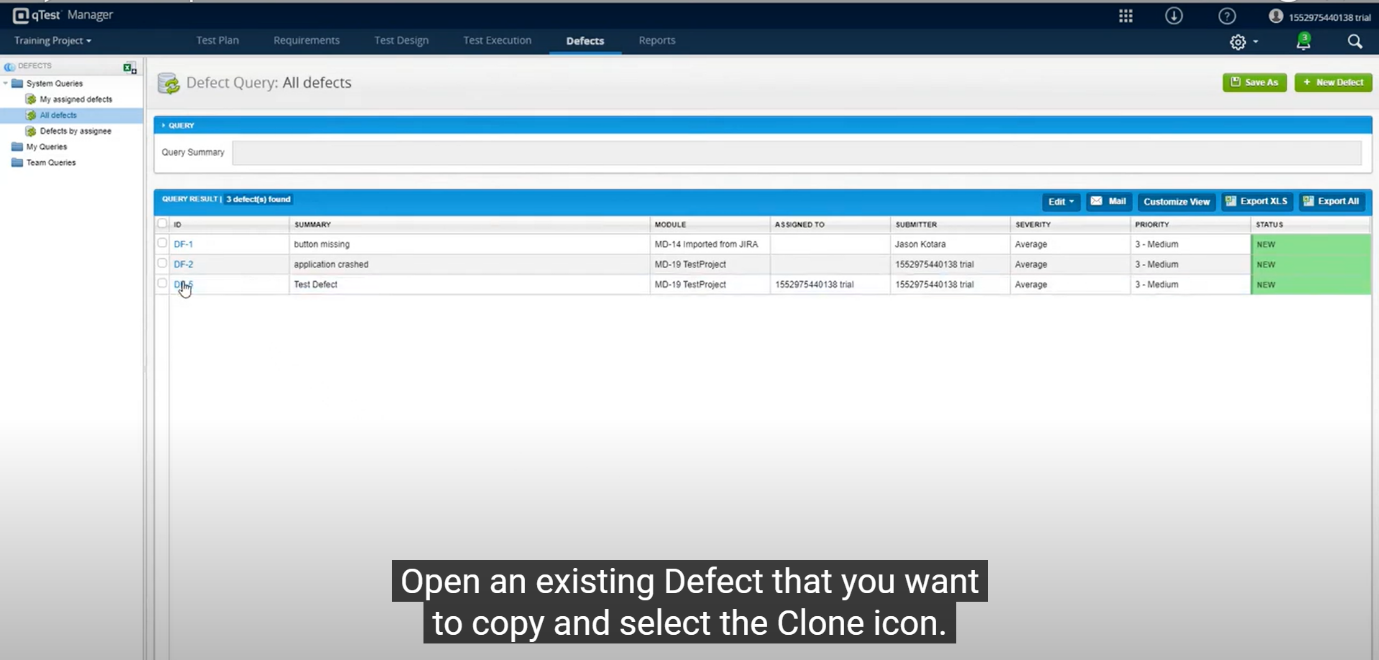 qTest Manager
1552975440138 trial
Training Project
Test Plan Requirements Test Design Test Execution Defects Reports
3
DEFECTS
System Queries
My assigned defects
All defects
Defects by assignee
My Queries
Team Queries
Defect Query: All defects
Save As
+ New Defect
QUERY
Query Summary
QUERY RESULT | 3 defect(s) found
Edit Mail Customize View Export XLS Export All
ID SUMMARY MODULE ASSIGNED TO SUBMITTER SEVERITY PRIORITY STATUS
DF-1 button missing MD-14 Imported from JIRA Jason Kotara Average 3 - Medium NEW
DF-2 application crashed MD-19 TestProject 1552975440138 trial Average 3 - Medium NEW
Test Defect MD-19 TestProject 1552975440138 trial 1552975440138 trial Average 3 - Medium NEW
Open an existing Defect that you want
to copy and select the Clone icon.